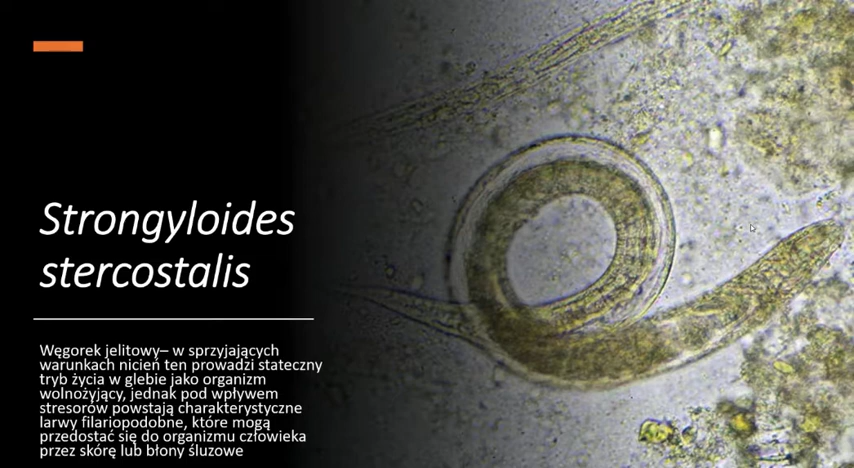 Strongyloides
stercostalis
Węgorek jelitowy– w sprzyjających
warunkach nicień ten prowadzi stateczny
tryb życia w glebie jako organizm
wolnożyjący, jednak pod wpływem
stresorów powstają charakterystyczne
larwy filariopodobne, które mogą
przedostać się do organizmu człowieka
przez skórę lub błony śluzowe